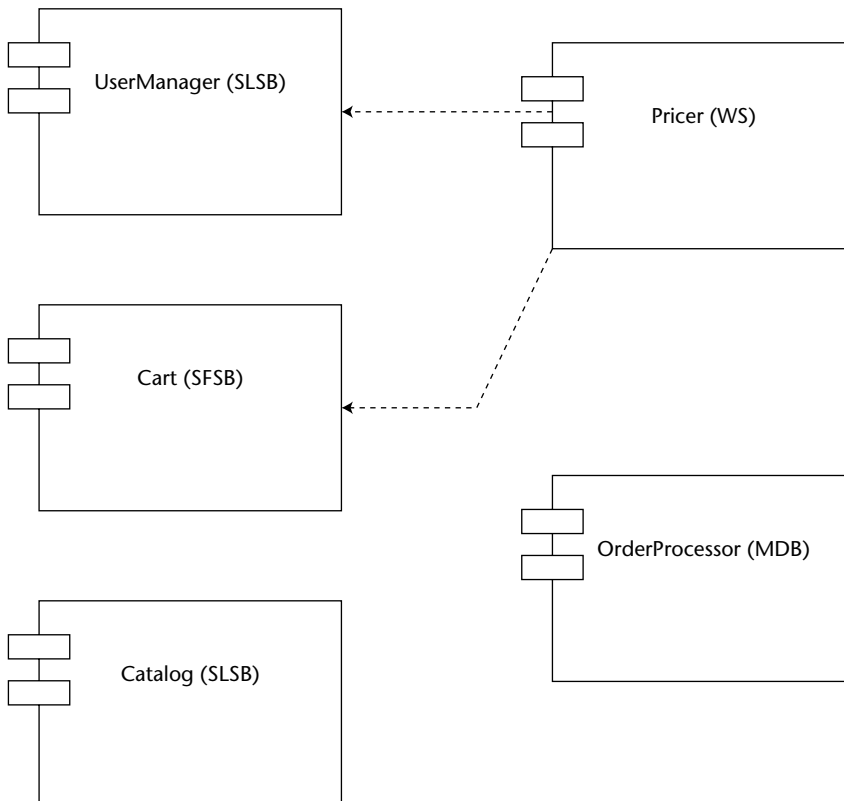 UserManager (SLSB)
Pricer (WS)
Cart (SFSB)
OrderProcessor (MDB)
Catalog (SLSB)